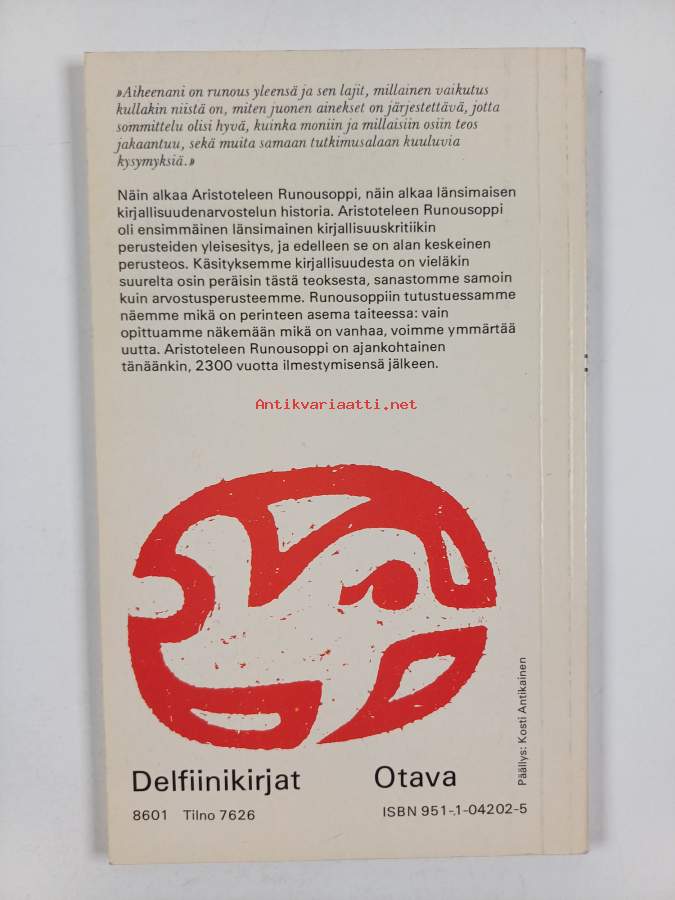 »Aiheenani on runous yleensä ja sen lajit, millainen vaikutus
kullakin niistä on, miten juonen ainekset on järjestettävä, jotta
sommittelu olisi hyvä, kuinka moniin ja millaisiin osiin teos
jakaantuu, sekä muita samaan tutkimusalaan kuuluvia
kysymyksiä.»
Näin alkaa Aristoteleen Runousoppi, näin alkaa länsimaisen
kirjallisuudenarvostelun historia. Aristoteleen Runousoppi
oli ensimmäinen länsimainen kirjallisuuskritiikin
perusteiden yleisesitys, ja edelleen se on alan keskeinen
perusteos. Käsityksemme kirjallisuudesta on vieläkin
suurelta osin peräisin tästä teoksesta, sanastomme samoin
kuin arvostusperusteemme. Runousoppiin tutustuessamme
näemme mikä on perinteen asema taiteessa: vain
opittuamme näkemään mikä on vanhaa, voimme ymmärtää
uutta. Aristoteleen Runousoppi on ajankohtainen
tänäänkin, 2300 vuotta ilmestymisensä jälkeen.
Antikvariaatti.net
Päällys: Kosti Antikainen
Delfiinikirjat Otava
8601 Tilno 7626 ISBN 951-1-04202-5